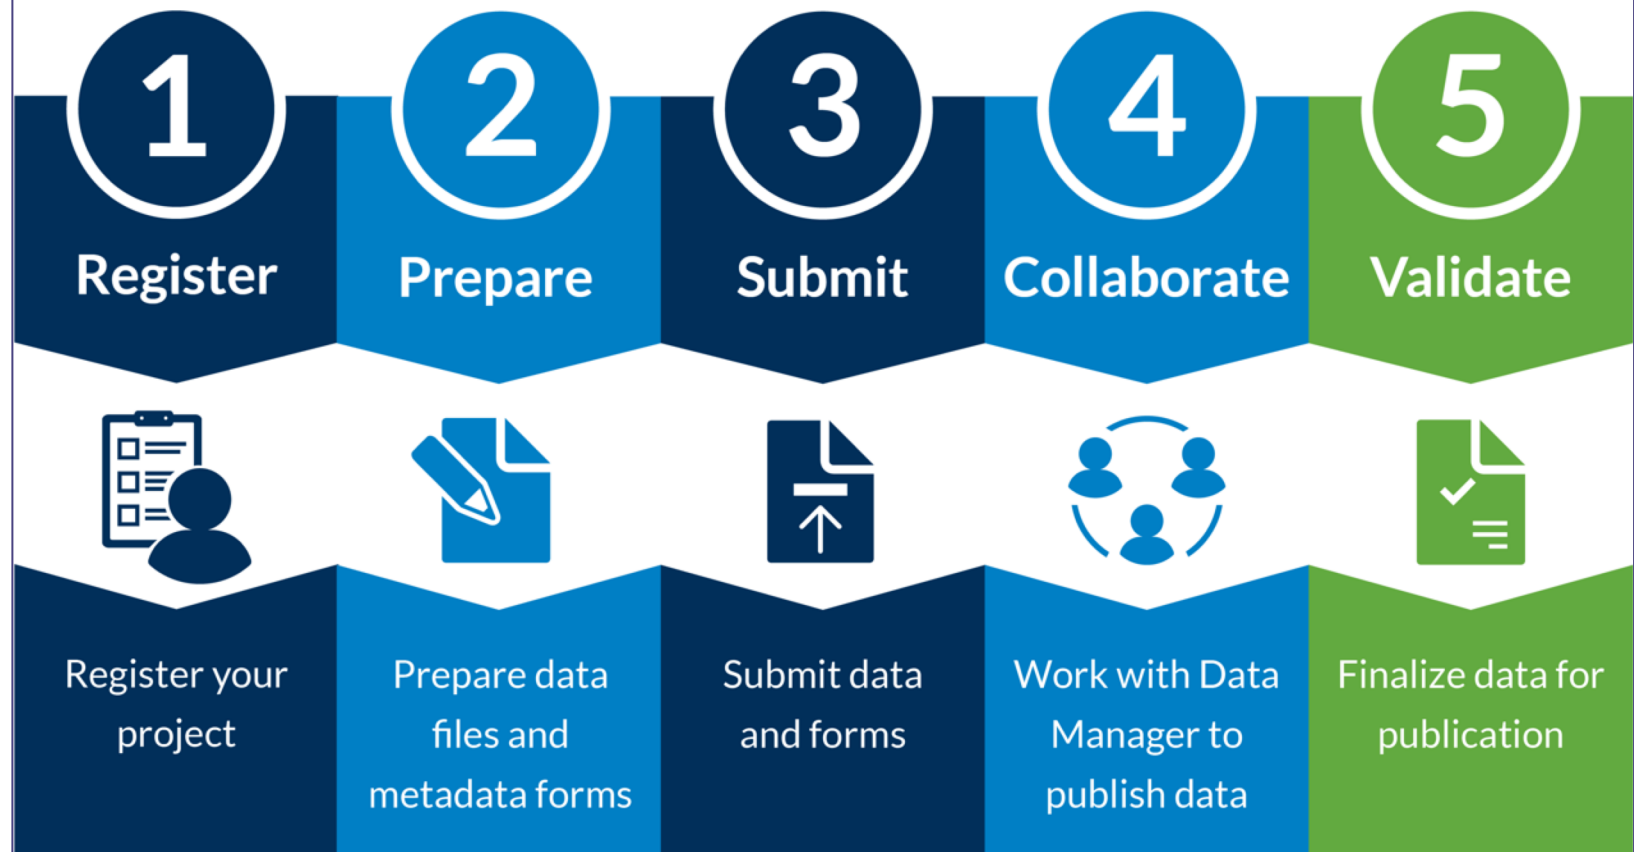 1
Register
Register your
project
2
Prepare
Prepare data
files and
metadata forms
3
Submit
Submit data
and forms
4
Collaborate
Work with Data
Manager to
publish data
5
Validate
Finalize data for
publication